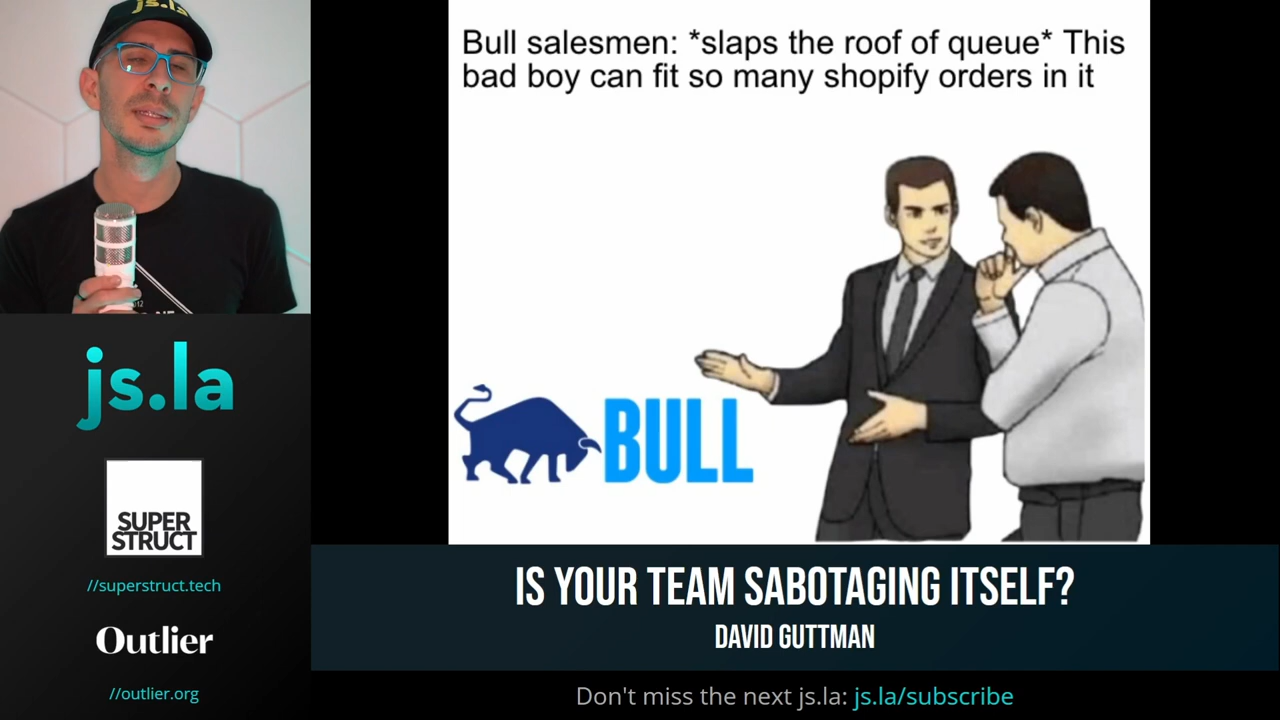 js.la
Bull salesmen: *slaps the roof of queue* This
bad boy can fit so many shopify orders in it
BULL
js.la
SUPER
STRUCT
//superstruct.tech
Outlier
//outlier.org
IS YOUR TEAM SABOTAGING ITSELF?
DAVID GUTTMAN
Don't miss the next js.la: js.la/subscribe